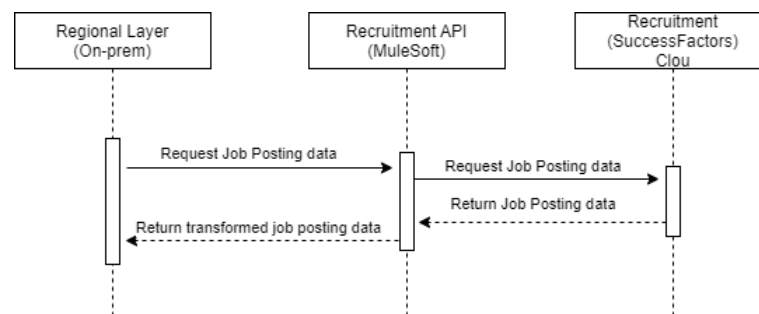 Regional Layer
(On-prem)
Recruitment API
(MuleSoft)
Recruitment
(SuccessFactors)
Clou
Request Job Posting data
Request Job Posting data
Return Job Posting data
Return transformed job posting data